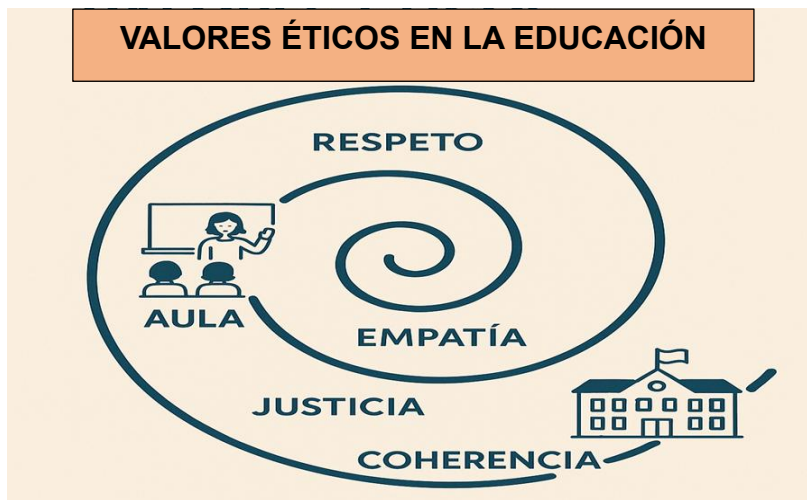 VALORES ÉTICOS EN LA EDUCACIÓN
RESPETO
AULA
EMPATÍA
JUSTICIA
COHERENCIA